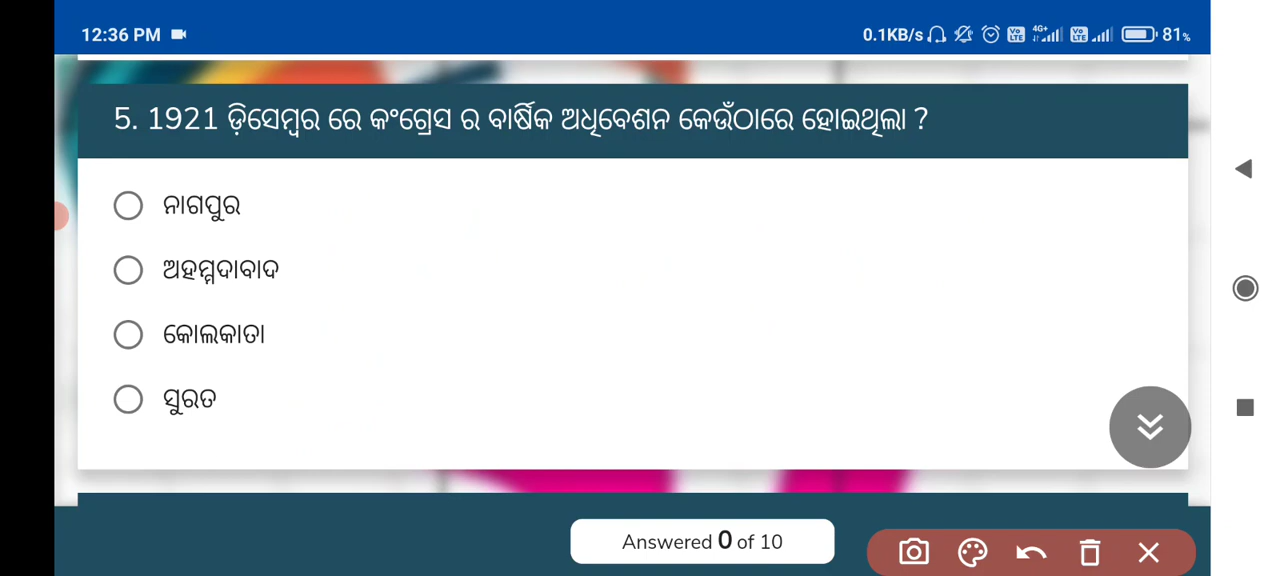 12:36 PM
0.1KB/s 4G+ 81%
5. 1921 ଡ଼ିସେମ୍ବର ରେ କଂଗ୍ରେସ ର ବାର୍ଷିକ ଅଧିବେଶନ କେଉଁଠାରେ ହୋଇଥିଲା ?
ନାଗପୁର
ଅହମ୍ମଦାବାଦ
କୋଲକାତା
ସୁରତ
Answered 0 of 10